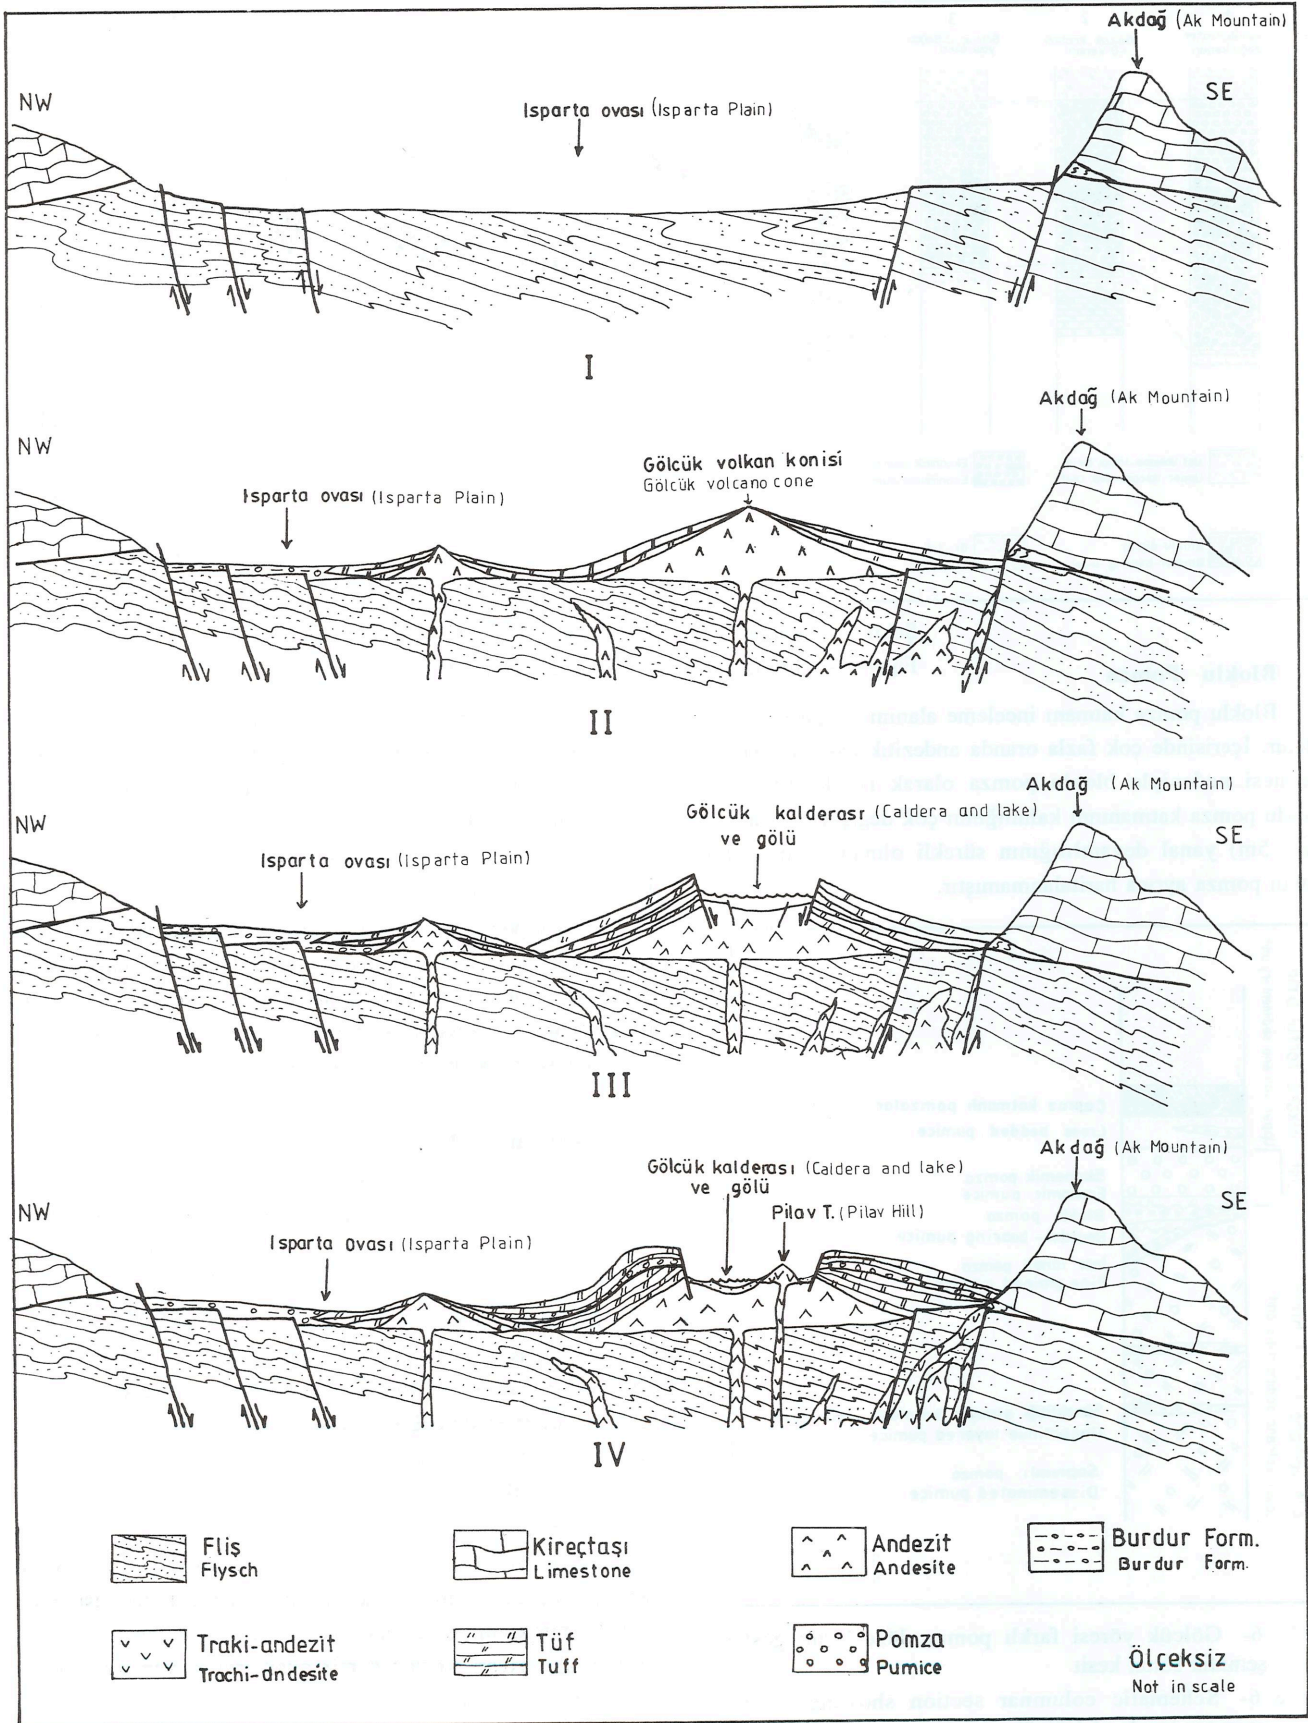 Akdağ (Ak Mountain)
NW
SE
Isparta ovası (Isparta Plain)
I
Akdağ (Ak Mountain)
NW
Gölcük volkan konisi
Gölcük volcano cone
Isparta ovası (Isparta Plain)
II
Akdağ (Ak Mountain)
NW
Gölcük kalderası (Caldera and lake)
ve gölü
SE
Isparta ovası (Isparta Plain)
III
Akdağ (Ak Mountain)
Gölcük kalderası (Caldera and lake)
ve gölü
NW
SE
Pilav T. (Pilav Hill)
Isparta Ovası (Isparta Plain)
IV
Fliş
Flysch
Kireçtaşı
Limestone
Andezit
Andesite
Burdur Form.
Burdur Form.
Traki-andezit
Trachi-andesite
Tüf
Tuff
Pomza
Pumice
Ölçeksiz
Not in scale